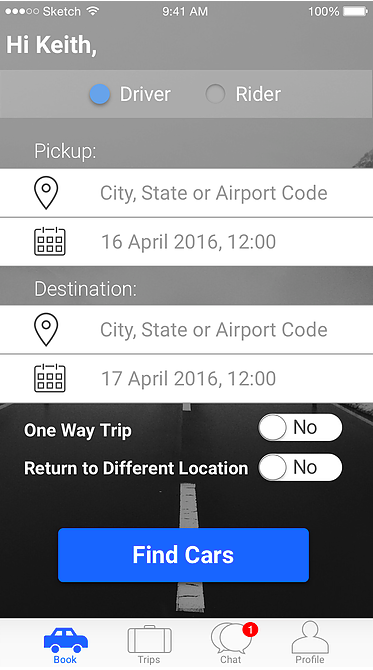 Sketch 9:41 AM 100%
Hi Keith,
Driver Rider
Pickup:
City, State or Airport Code
16 April 2016, 12:00
Destination:
City, State or Airport Code
17 April 2016, 12:00
One Way Trip No
Return to Different Location No
Find Cars
1
Book Trips Chat Profile